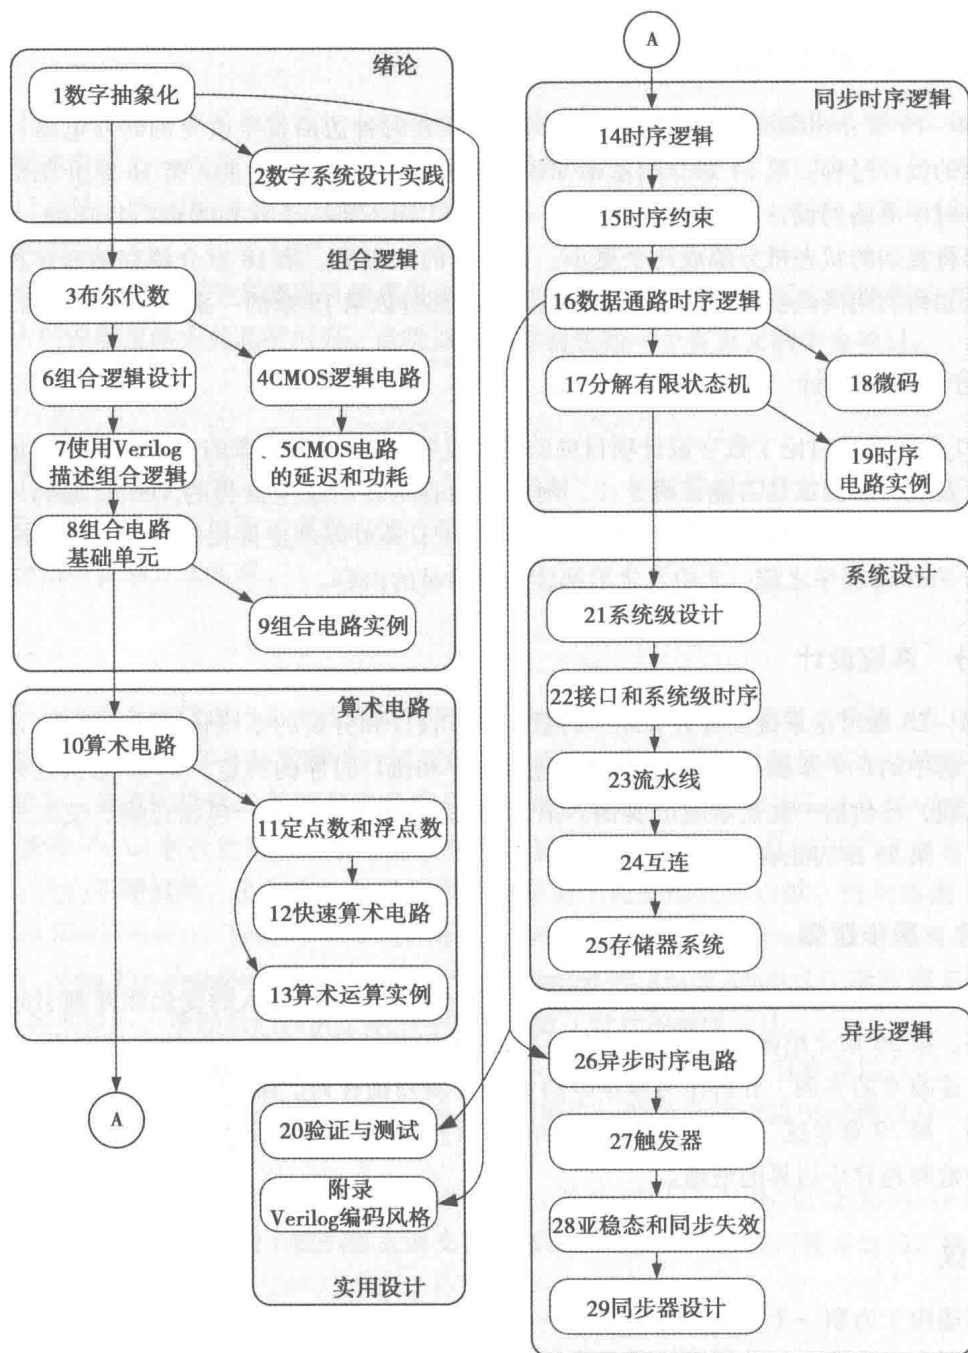 绪论
1数字抽象化
2数字系统设计实践
组合逻辑
3布尔代数
6组合逻辑设计
4CMOS逻辑电路
7使用Verilog
描述组合逻辑
5CMOS电路
的延迟和功耗
8组合电路
基础单元
9组合电路实例
算术电路
10算术电路
11定点数和浮点数
12快速算术电路
13算术运算实例
A
20验证与测试
附录
Verilog编码风格
实用设计
A
同步时序逻辑
14时序逻辑
15时序约束
16数据通路时序逻辑
17分解有限状态机
18微码
19时序
电路实例
系统设计
21系统级设计
22接口和系统级时序
23流水线
24互连
25存储器系统
异步逻辑
26异步时序电路
27触发器
28亚稳态和同步失效
29同步器设计